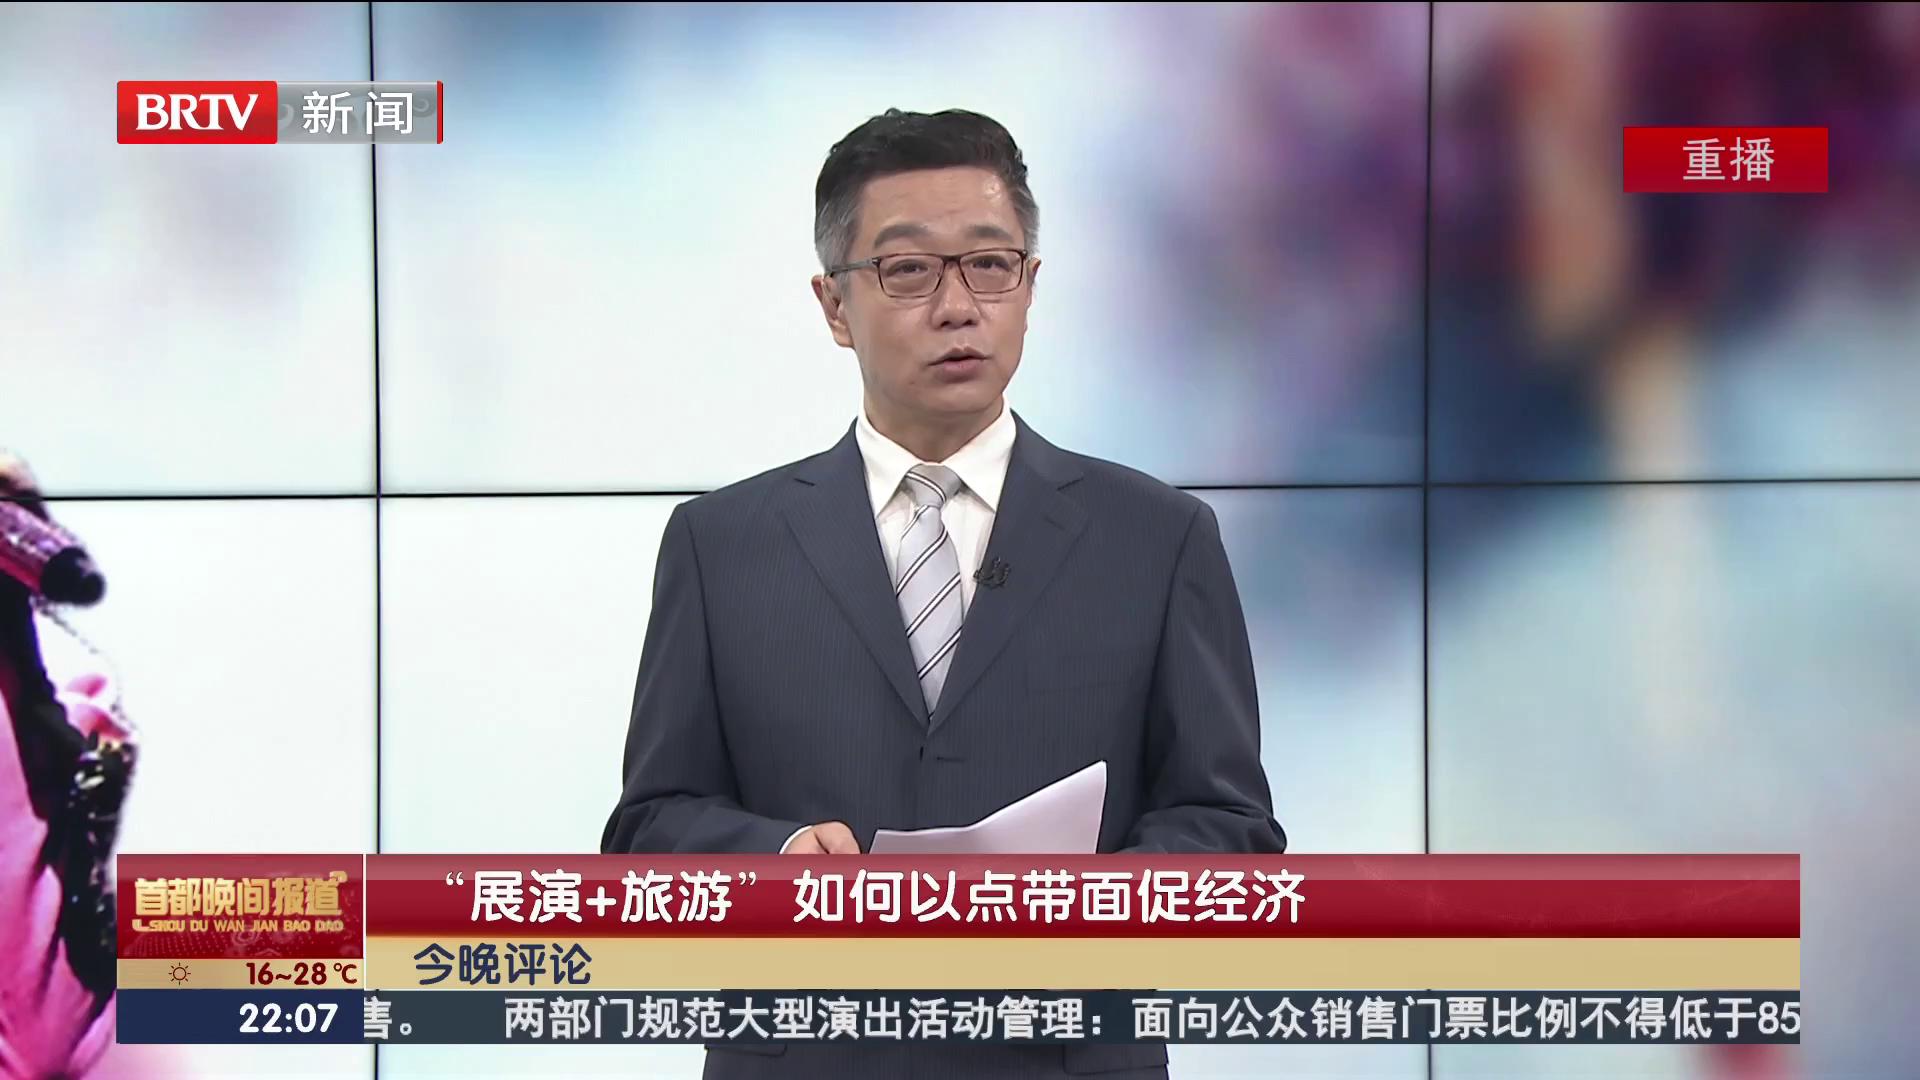 BRTV 新闻
重播
“展演+旅游”如何以点带面促经济
首都晚间报道
SHOU DU WAN JIAN BAO DAO
今晚评论
16~28℃
22:07
售。 两部门规范大型演出活动管理：面向公众销售门票比例不得低于85